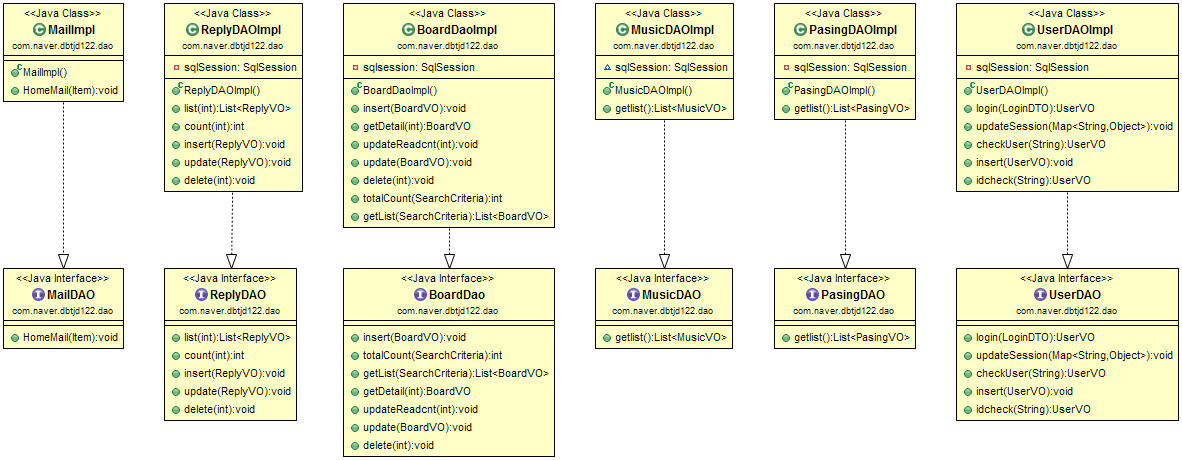 <<Java Class>>
MailImpl
com.naver.dbtjd122.dao
MailImpl()
HomeMail(Item):void
<<Java Class>>
ReplyDAOImpl
com.naver.dbtjd122.dao
sqlSession: SqlSession
ReplyDAOImpl()
list(int):List<ReplyVO>
count(int):int
insert(ReplyVO):void
update(ReplyVO):void
delete(int):void
<<Java Class>>
BoardDaoImpl
com.naver.dbtjd122.dao
sqlsession: SqlSession
BoardDaoImpl()
insert(BoardVO):void
getDetail(int):BoardVO
updateReadcnt(int):void
update(BoardVO):void
delete(int):void
totalCount(SearchCriteria):int
getList(SearchCriteria):List<BoardVO>
<<Java Class>>
MusicDAOImpl
com.naver.dbtjd122.dao
sqlSession: SqlSession
MusicDAOImpl()
getlist():List<MusicVO>
<<Java Class>>
PasingDAOImpl
com.naver.dbtjd122.dao
sqlSession: SqlSession
PasingDAOImpl()
getlist():List<PasingVO>
<<Java Class>>
UserDAOImpl
com.naver.dbtjd122.dao
sqlSession: SqlSession
UserDAOImpl()
login(LoginDTO):UserVO
updateSession(Map<String,Object>):void
checkUser(String):UserVO
insert(UserVO):void
idcheck(String):UserVO
<<Java Interface>>
MailDAO
com.naver.dbtjd122.dao
HomeMail(Item):void
<<Java Interface>>
ReplyDAO
com.naver.dbtjd122.dao
list(int):List<ReplyVO>
count(int):int
insert(ReplyVO):void
update(ReplyVO):void
delete(int):void
<<Java Interface>>
BoardDao
com.naver.dbtjd122.dao
insert(BoardVO):void
totalCount(SearchCriteria):int
getList(SearchCriteria):List<BoardVO>
getDetail(int):BoardVO
updateReadcnt(int):void
update(BoardVO):void
delete(int):void
<<Java Interface>>
MusicDAO
com.naver.dbtjd122.dao
getlist():List<MusicVO>
<<Java Interface>>
PasingDAO
com.naver.dbtjd122.dao
getlist():List<PasingVO>
<<Java Interface>>
UserDAO
com.naver.dbtjd122.dao
login(LoginDTO):UserVO
updateSession(Map<String,Object>):void
checkUser(String):UserVO
insert(UserVO):void
idcheck(String):UserVO